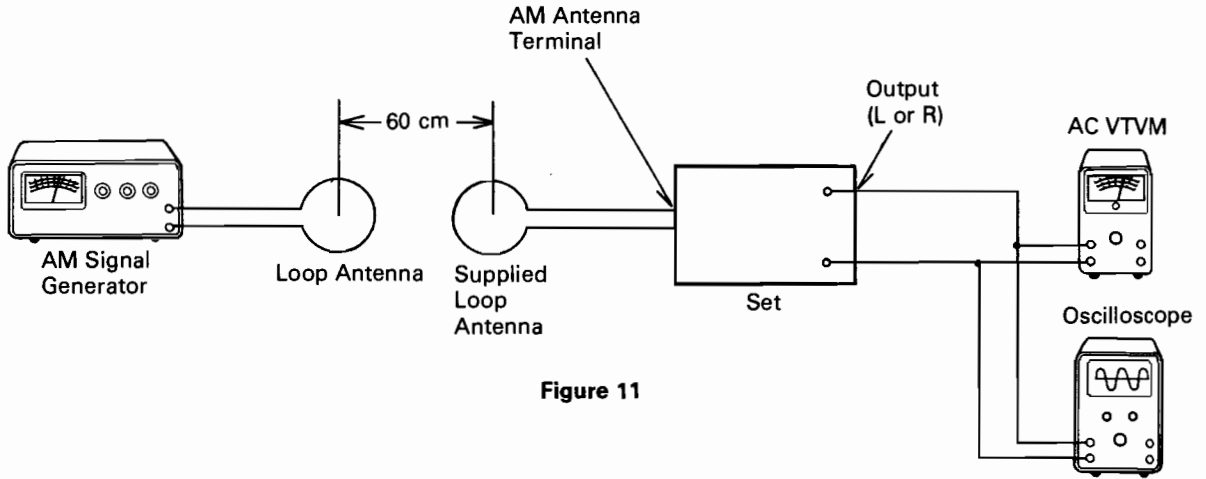 AM Antenna
Terminal
Output
(L or R)
60 cm
AC VTVM
AM Signal
Generator
Loop Antenna
Supplied
Loop
Antenna
Set
Oscilloscope
Figure 11